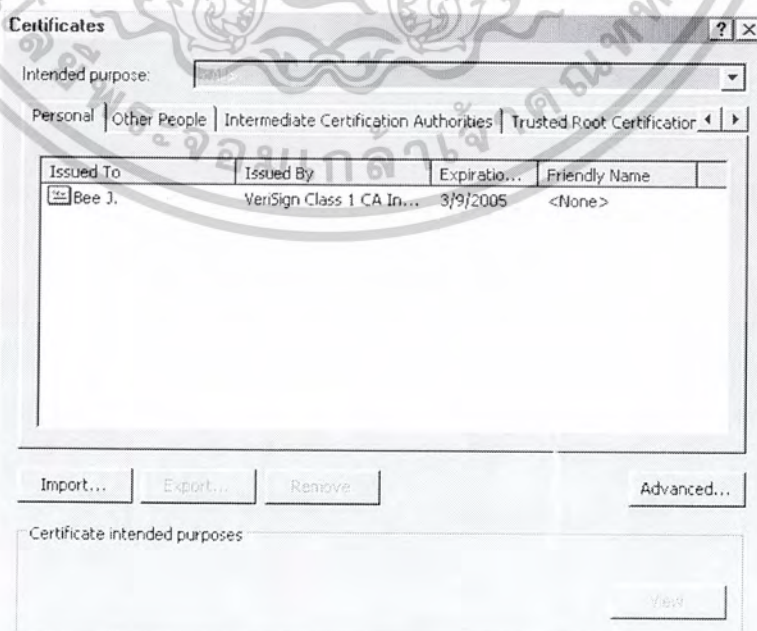 Certificates
Intended purpose:
Personal Other People Intermediate Certification Authorities Trusted Root Certification
Issued To Issued By Expiratio... Friendly Name
Bee J. VeriSign Class 1 CA In... 3/9/2005 <None>
Import... Export... Remove Advanced...
Certificate intended purposes
View